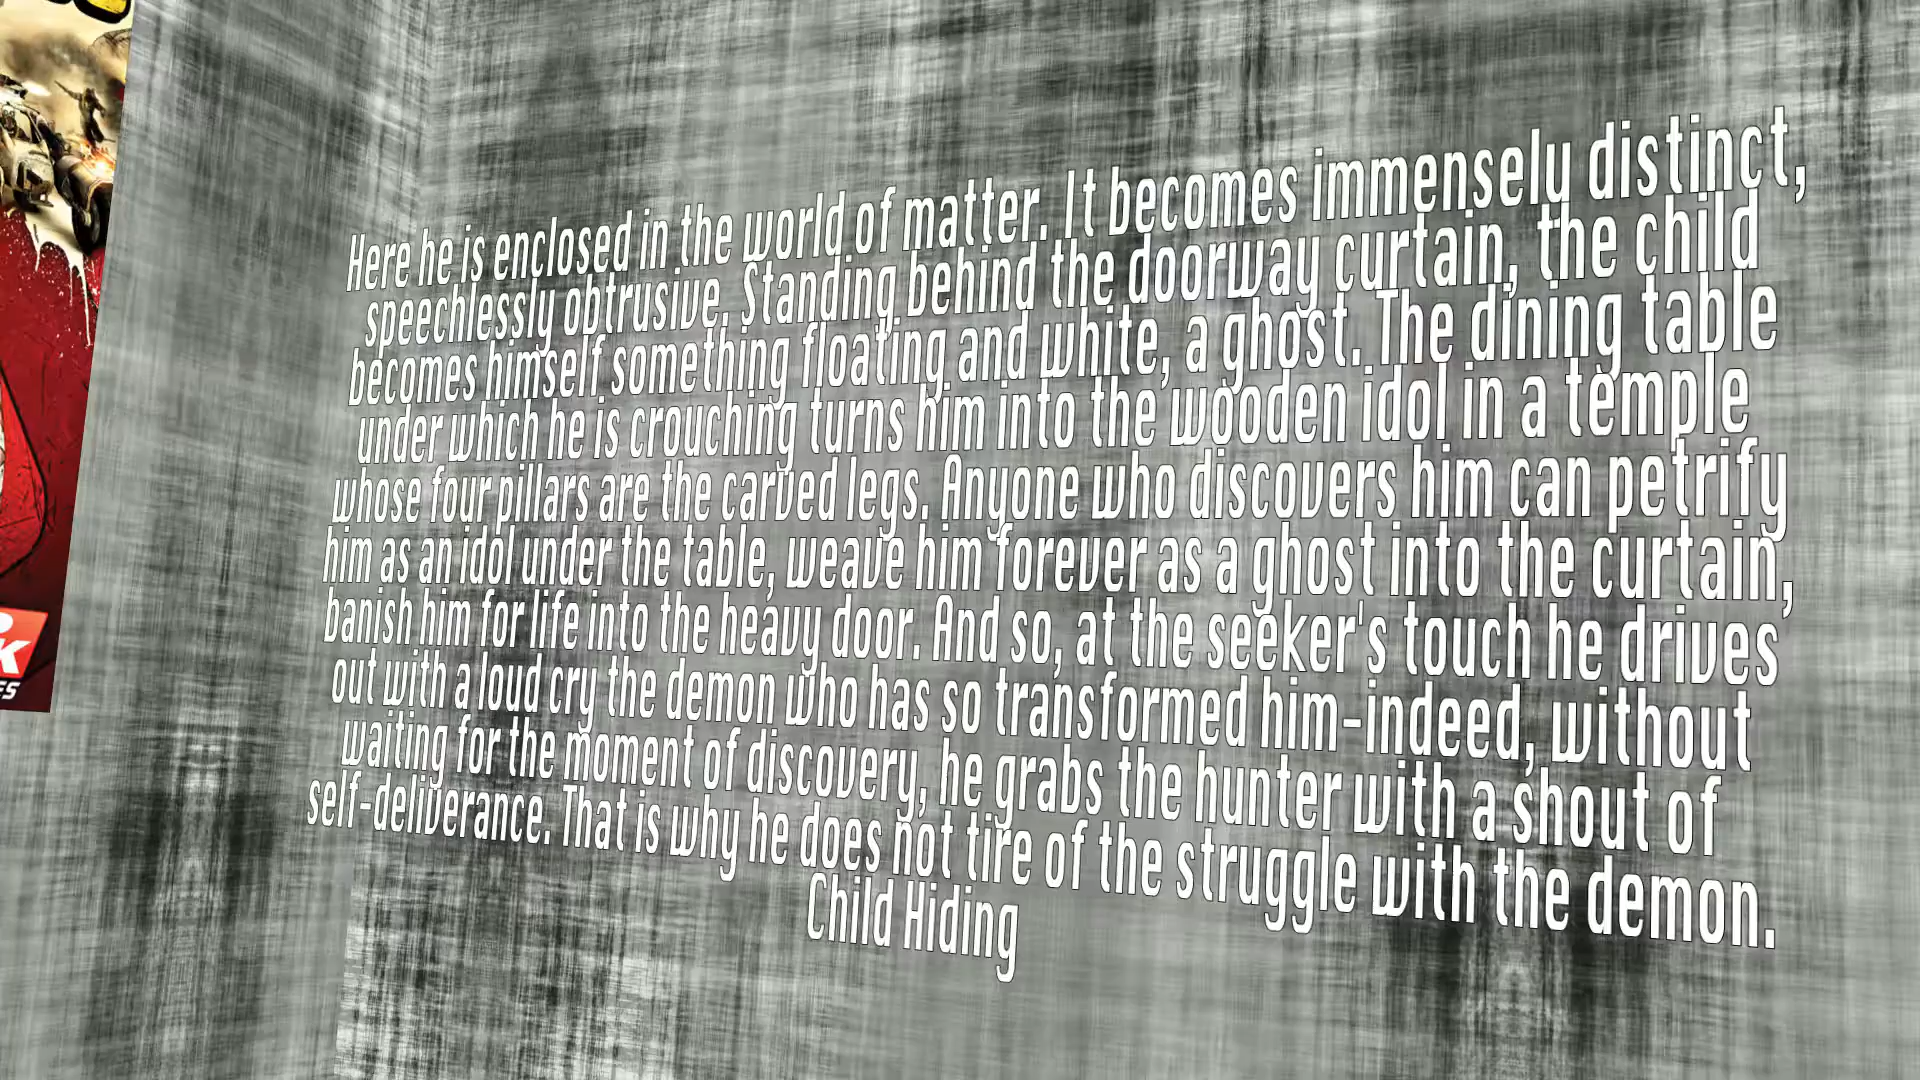 Here he is enclosed in the world of matter. It becomes immensely distinct,
speechlessly obtrusive. Standing behind the doorway curtain, the child
becomes himself something floating and white, a ghost. The dining table
under which he is crouching turns him into the wooden idol in a temple
whose four pillars are the carved legs. Anyone who discovers him can petrify
him as an idol under the table, weave him forever as a ghost into the curtain,
banish him for life into the heavy door. And so, at the seeker's touch he drives
out with a loud cry the demon who has so transformed him-indeed, without
waiting for the moment of discovery, he grabs the hunter with a shout of
self-deliverance. That is why he does not tire of the struggle with the demon.
Child Hiding